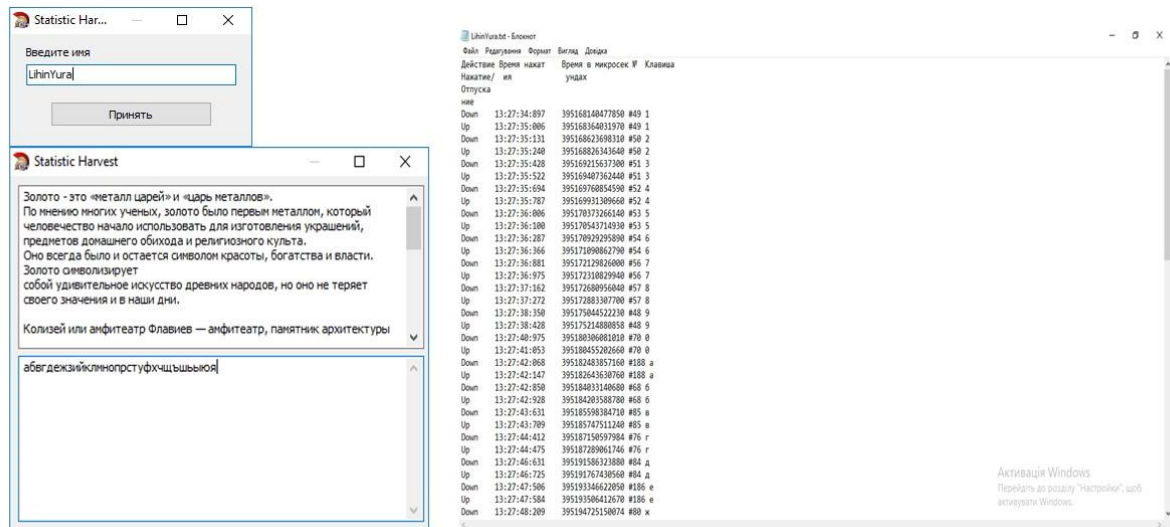 Statistic Har...
Введите имя
LihinYura
Принять
Statistic Harvest
Золото - это «металл царей» и «царь металлов».
По мнению многих ученых, золото было первым металлом, который
человечество начало использовать для изготовления украшений,
предметов домашнего обихода и религиозного культа.
Оно всегда было и остается символом красоты, богатства и власти.
Золото символизирует
собой удивительное искусство древних народов, но оно не теряет
своего значения и в наши дни.
Колизей или амфитеатр Флавиев — амфитеатр, памятник архитектуры
абвгдежзийклмнопрстуфхчщъшьыюя
LihinYura.txt - Блокнот
Файл Редагування Формат Вигляд Довідка
Действие Время нажат Время в микросек № Клавиша
Нажатие/ ия ундах
Отпуска
ние
Down 13:27:34:897 395168140477850 #49 1
Up 13:27:35:006 395168364031970 #49 1
Down 13:27:35:131 395168623698310 #50 2
Up 13:27:35:240 395168826343640 #50 2
Down 13:27:35:428 395169215637300 #51 3
Up 13:27:35:522 395169407362440 #51 3
Down 13:27:35:694 395169760854590 #52 4
Up 13:27:35:787 395169931309660 #52 4
Down 13:27:36:006 395170373266140 #53 5
Up 13:27:36:100 395170543714930 #53 5
Down 13:27:36:287 395170929295890 #54 6
Up 13:27:36:366 395171090862790 #54 6
Down 13:27:36:881 395172129826000 #56 7
Up 13:27:36:975 395172310829940 #56 7
Down 13:27:37:162 395172680956040 #57 8
Up 13:27:37:272 395172883307700 #57 8
Down 13:27:38:350 395175044522230 #48 9
Up 13:27:38:428 395175214880858 #48 9
Down 13:27:40:975 395180306081010 #70 0
Up 13:27:41:053 395180455202660 #70 0
Down 13:27:42:068 395182483857160 #188 а
Up 13:27:42:147 395182643630760 #188 а
Down 13:27:42:850 395184033140680 #68 б
Up 13:27:42:928 395184203588780 #68 б
Down 13:27:43:631 395185598384710 #85 в
Up 13:27:43:709 395185747511240 #85 в
Down 13:27:44:412 395187150597984 #76 г
Up 13:27:44:475 395187289061746 #76 г
Down 13:27:46:631 395191586323880 #84 д
Up 13:27:46:725 395191767430560 #84 д
Down 13:27:47:506 395193346622050 #186 е
Up 13:27:47:584 395193506412670 #186 е
Down 13:27:48:209 395194725150074 #80 ж
Активація Windows
Перейдіть до розділу "Настройки", щоб
активувати Windows.